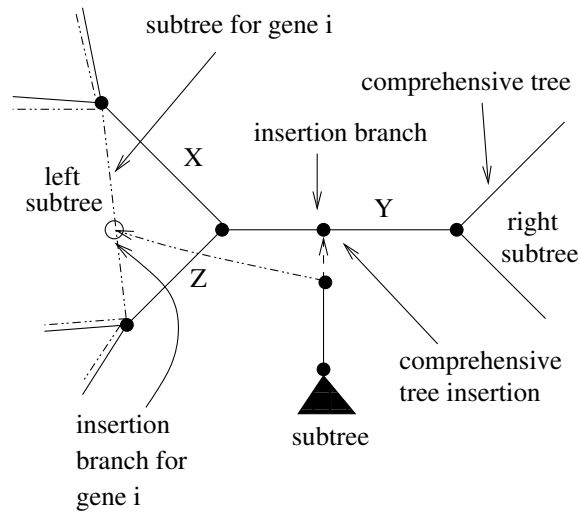 subtree for gene i
comprehensive tree
insertion branch
X
left
subtree
Y
right
subtree
Z
comprehensive
tree insertion
insertion
branch for
gene i
subtree